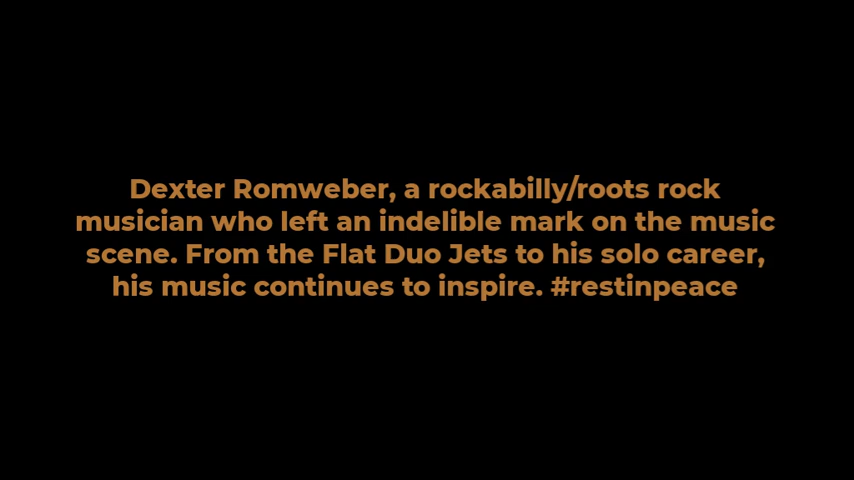 Dexter Romweber, a rockabilly/roots rock
musician who left an indelible mark on the music
scene. From the Flat Duo Jets to his solo career,
his music continues to inspire. #restinpeace